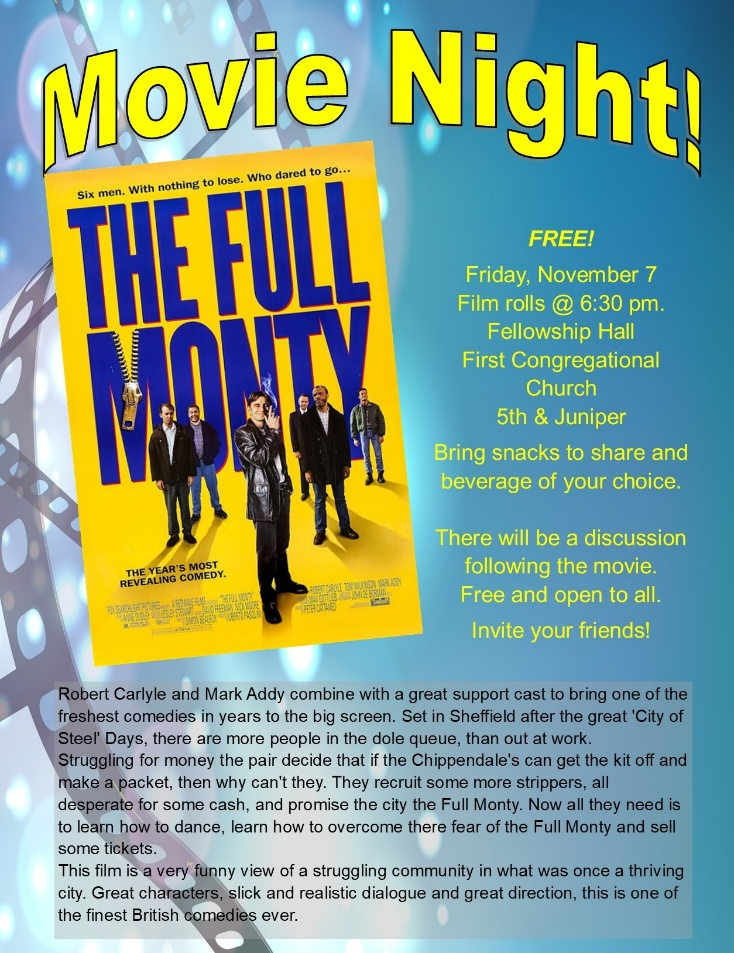 Movie Night!
Six men. With nothing to lose. Who dared to go...
THE FULL
MONTY
THE YEAR'S MOST
REVEALING COMEDY.
FREE!
Friday, November 7
Film rolls @ 6:30 pm.
Fellowship Hall
First Congregational
Church
5th & Juniper
Bring snacks to share and
beverage of your choice.
There will be a discussion
following the movie.
Free and open to all.
Invite your friends!
Robert Carlyle and Mark Addy combine with a great support cast to bring one of the
freshest comedies in years to the big screen. Set in Sheffield after the great 'City of
Steel' Days, there are more people in the dole queue, than out at work.
Struggling for money the pair decide that if the Chippendale's can get the kit off and
make a packet, then why can't they. They recruit some more strippers, all
desperate for some cash, and promise the city the Full Monty. Now all they need is
to learn how to dance, learn how to overcome there fear of the Full Monty and sell
some tickets.
This film is a very funny view of a struggling community in what was once a thriving
city. Great characters, slick and realistic dialogue and great direction, this is one of
the finest British comedies ever.